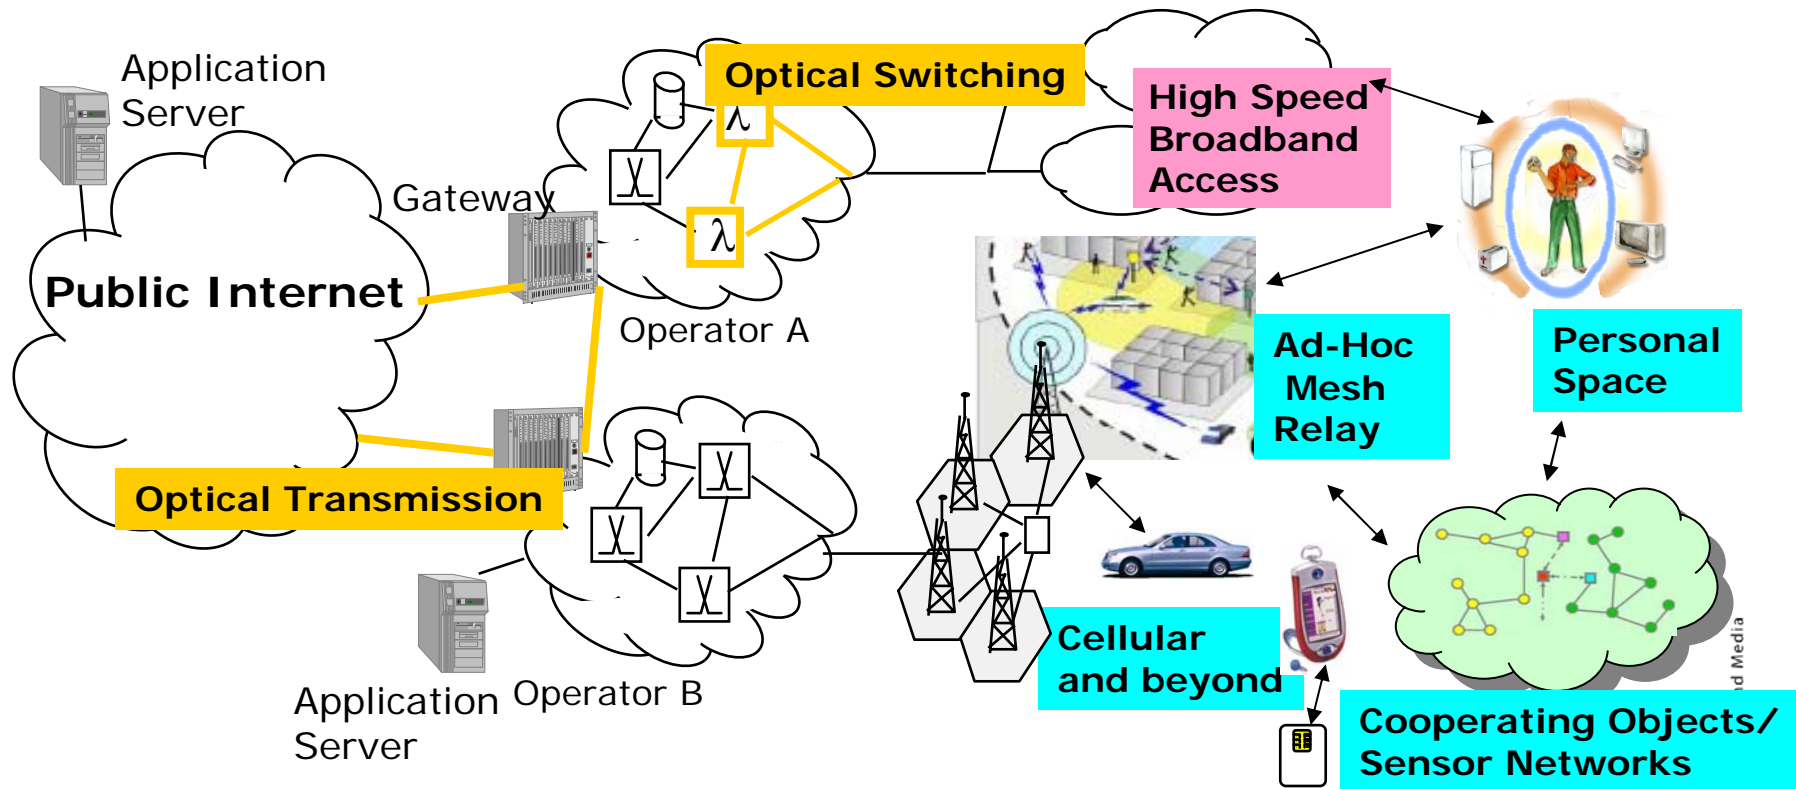 Application
Server
Optical Switching
High Speed
Broadband
Access
λ
Gateway
λ
Public Internet
Operator A
Ad-Hoc
Mesh
Relay
Personal
Space
Optical Transmission
Application
Server
Operator B
Cellular
and beyond
Media
Cooperating Objects/
Sensor Networks